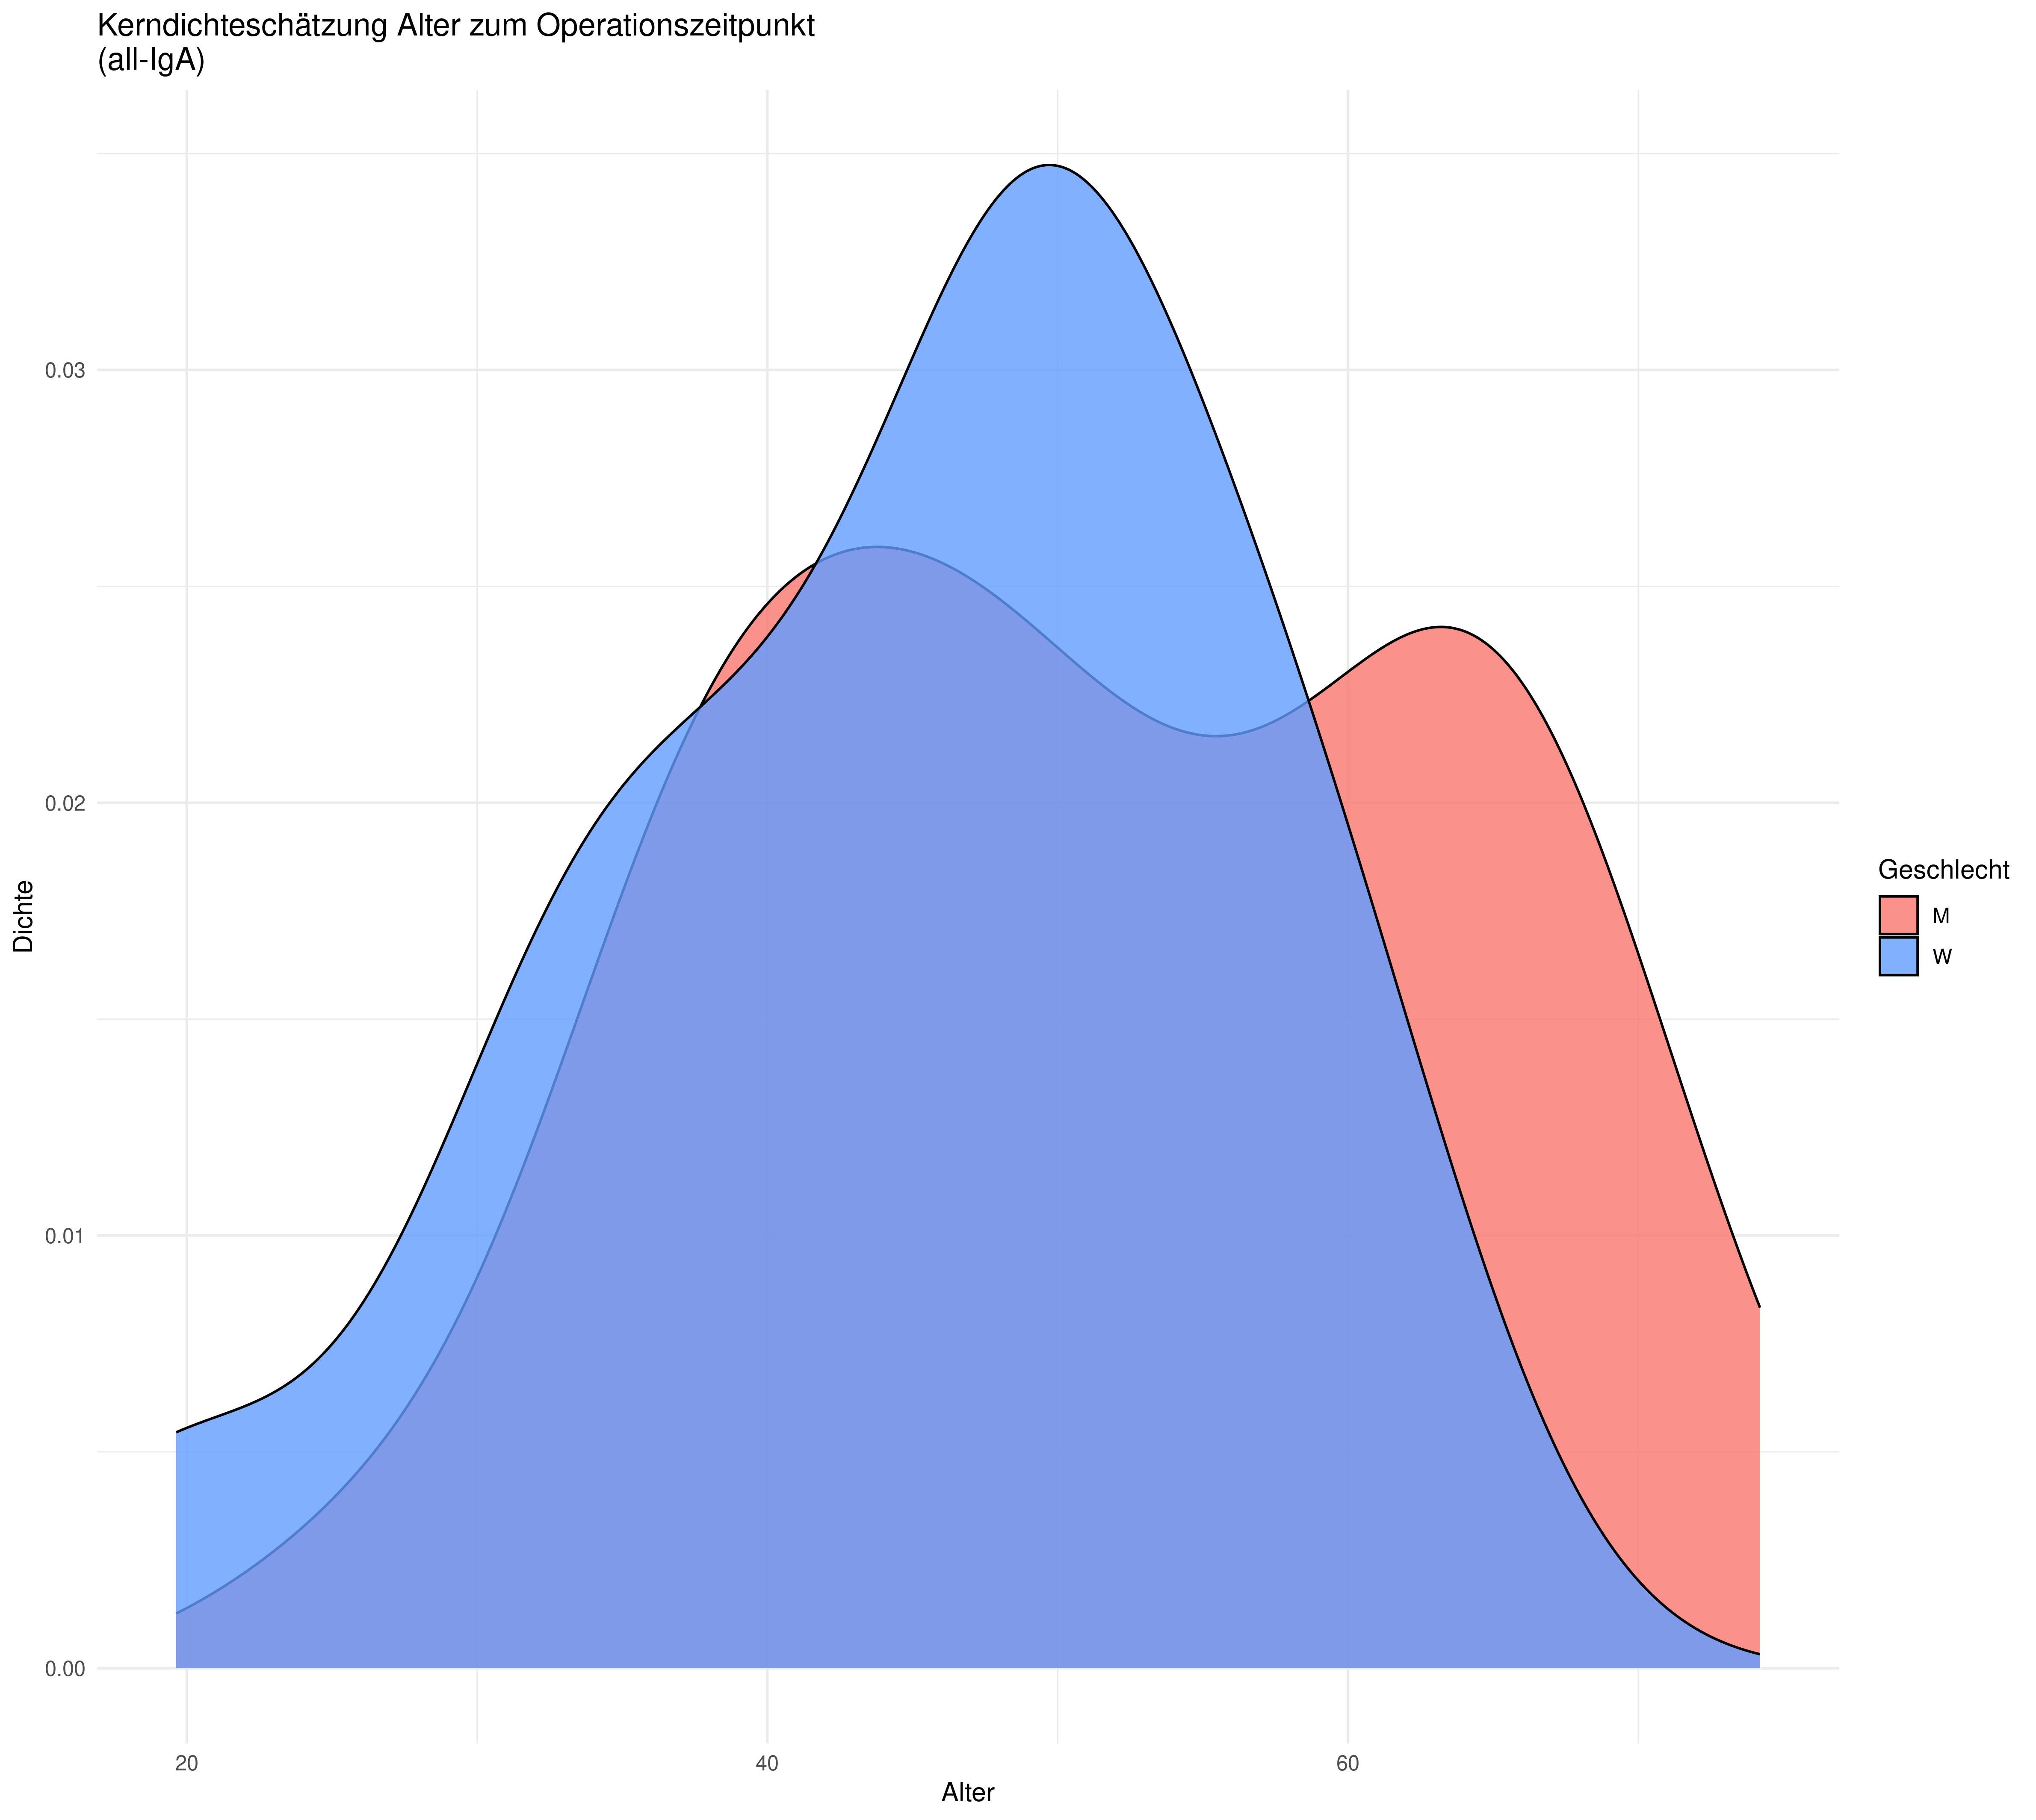 Kerndichteschätzung Alter zum Operationszeitpunkt
(all-IgA)
0.03
0.02
0.01
0.00
Dichte
20
40
60
Alter
Geschlecht
M
W